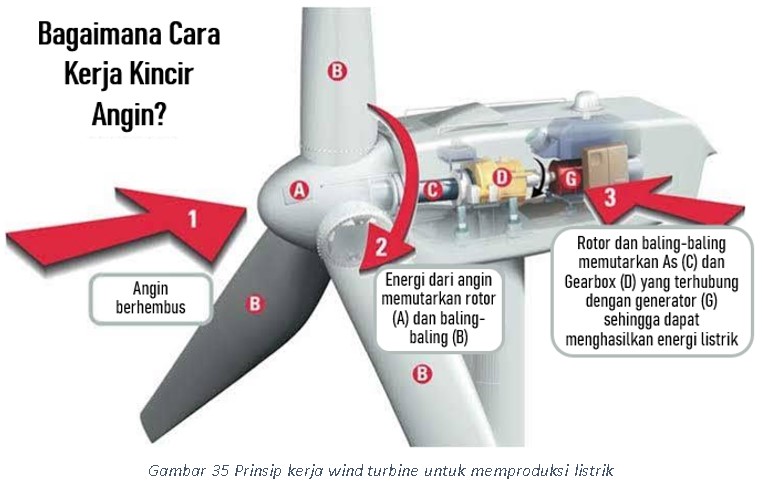 Bagaimana Cara
Kerja Kincir
Angin?
B
A
C
D
G
1
2
3
Angin
berhembus
B
Energi dari angin
memutarkan rotor
(A) dan baling-
baling (B)
Rotor dan baling-baling
memutarkan As (C) dan
Gearbox (D) yang terhubung
dengan generator (G)
sehingga dapat
menghasilkan energi listrik
B
Gambar 35 Prinsip kerja wind turbine untuk memproduksi listrik